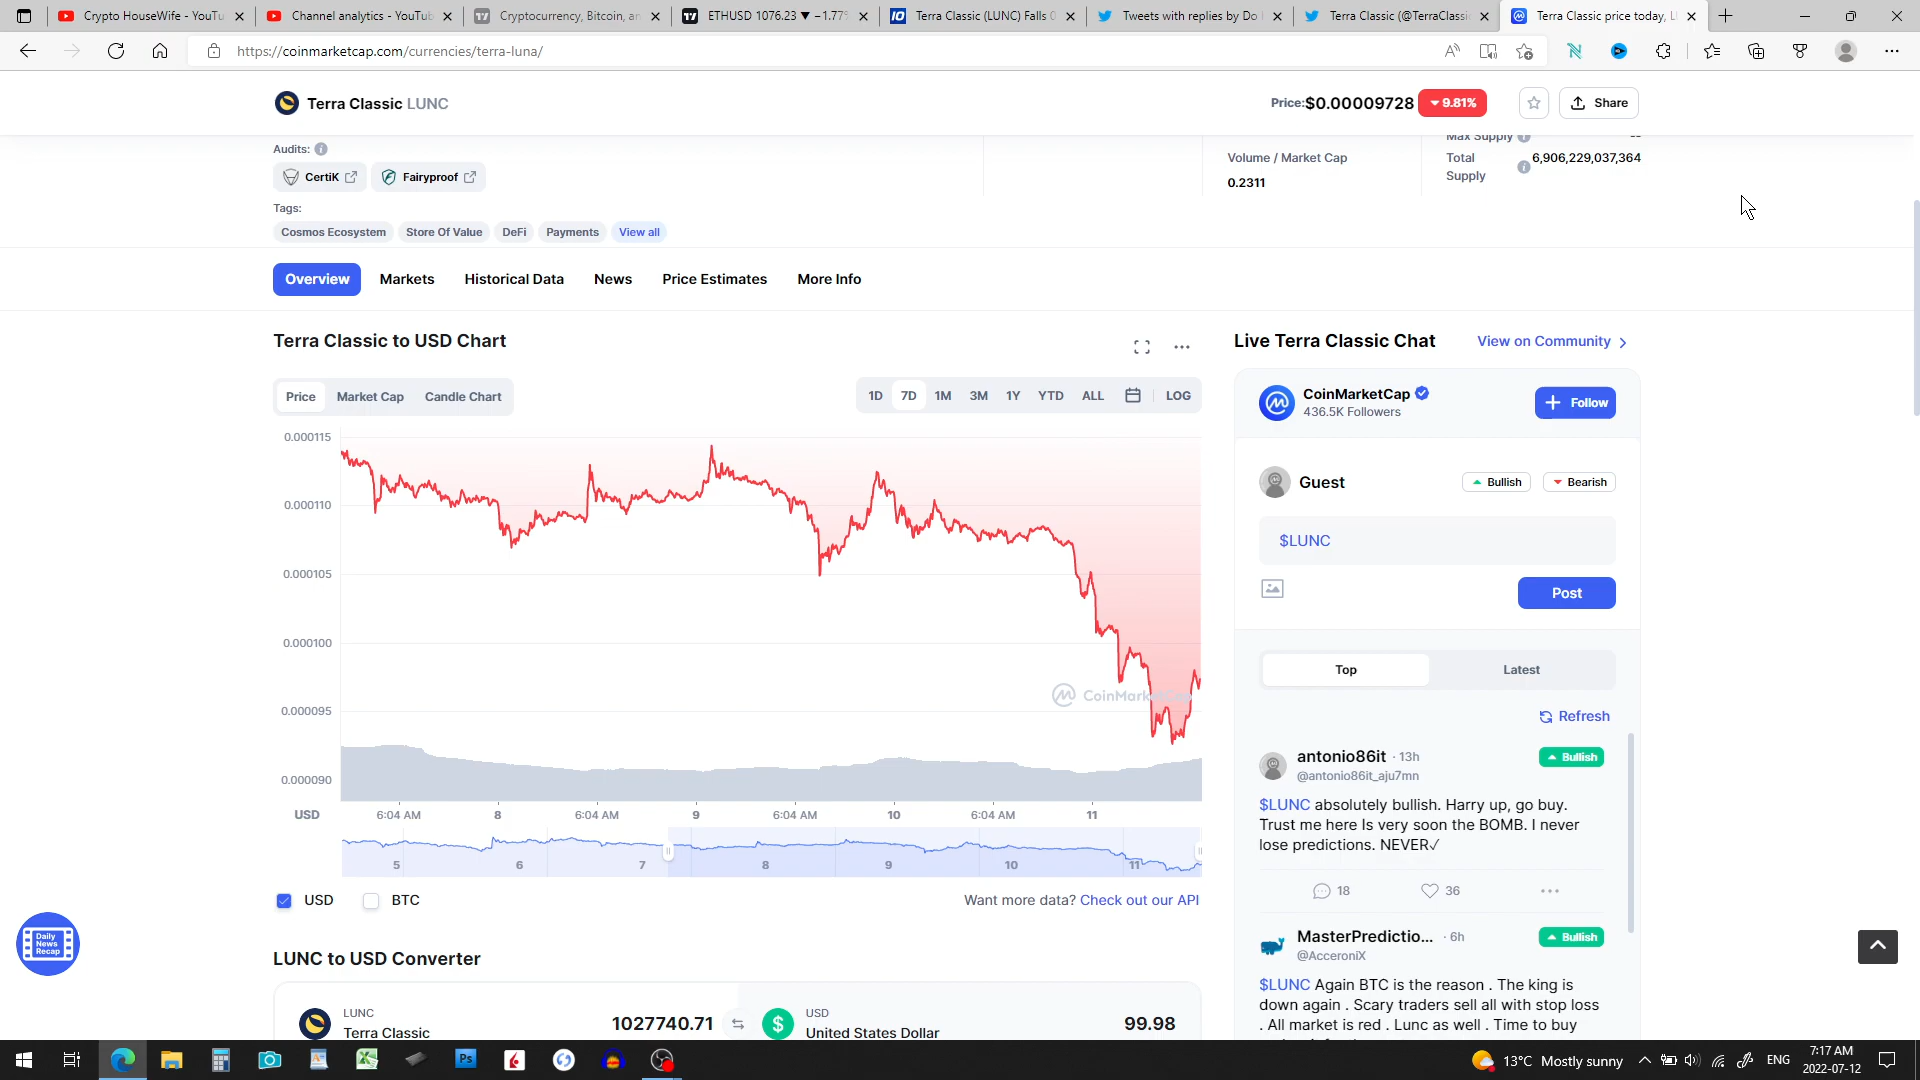 Crypto HouseWife - YouTu
Channel analytics - YouTub
Cryptocurrency, Bitcoin, an
ETHUSD 1076.23 ▼ −1.77%
Terra Classic (LUNC) Falls 0
Tweets with replies by Do
Terra Classic (@TerraClassi
Terra Classic price today, L
https://coinmarketcap.com/currencies/terra-luna/
Terra Classic LUNC
Price:$0.00009728 9.81%
Share
Audits:
Max Supply --
CertiK Fairyproof
Volume / Market Cap
0.2311
Total Supply 6,906,229,037,364
Tags:
Cosmos Ecosystem Store Of Value DeFi Payments View all
Overview Markets Historical Data News Price Estimates More Info
Terra Classic to USD Chart
Price Market Cap Candle Chart
1D 7D 1M 3M 1Y YTD ALL LOG
0.000115
0.000110
0.000105
0.000100
0.000095
0.000090
CoinMarketCap
USD 6:04 AM 8 6:04 AM 9 6:04 AM 10 6:04 AM 11
5 6 7 8 9 10 11
USD BTC
Want more data? Check out our API
LUNC to USD Converter
LUNC
Terra Classic
1027740.71
USD
United States Dollar
99.98
Live Terra Classic Chat View on Community
CoinMarketCap
436.5K Followers
Follow
Guest Bullish Bearish
$LUNC
Post
Top Latest
Refresh
antonio86it · 13h Bullish
@antonio86it_aju7mn
$LUNC absolutely bullish. Harry up, go buy.
Trust me here Is very soon the BOMB. I never
lose predictions. NEVER✓
18 36
MasterPredictio... · 6h Bullish
@AcceroniX
$LUNC Again BTC is the reason . The king is
down again . Scary traders sell all with stop loss
. All market is red . Lunc as well . Time to buy
Daily
News
Recap
Ps
13°C Mostly sunny
ENG
7:17 AM
2022-07-12